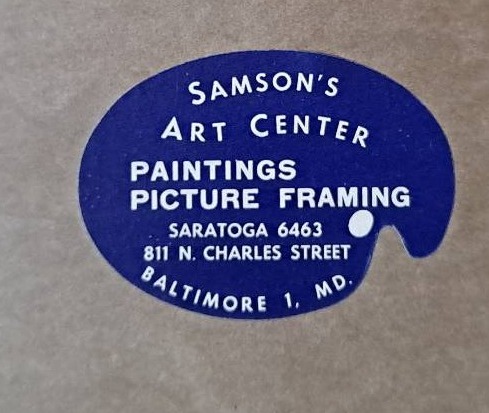 SAMSON'S
ART CENTER
PAINTINGS
PICTURE FRAMING
SARATOGA 6463
811 N. CHARLES STREET
BALTIMORE 1, MD.